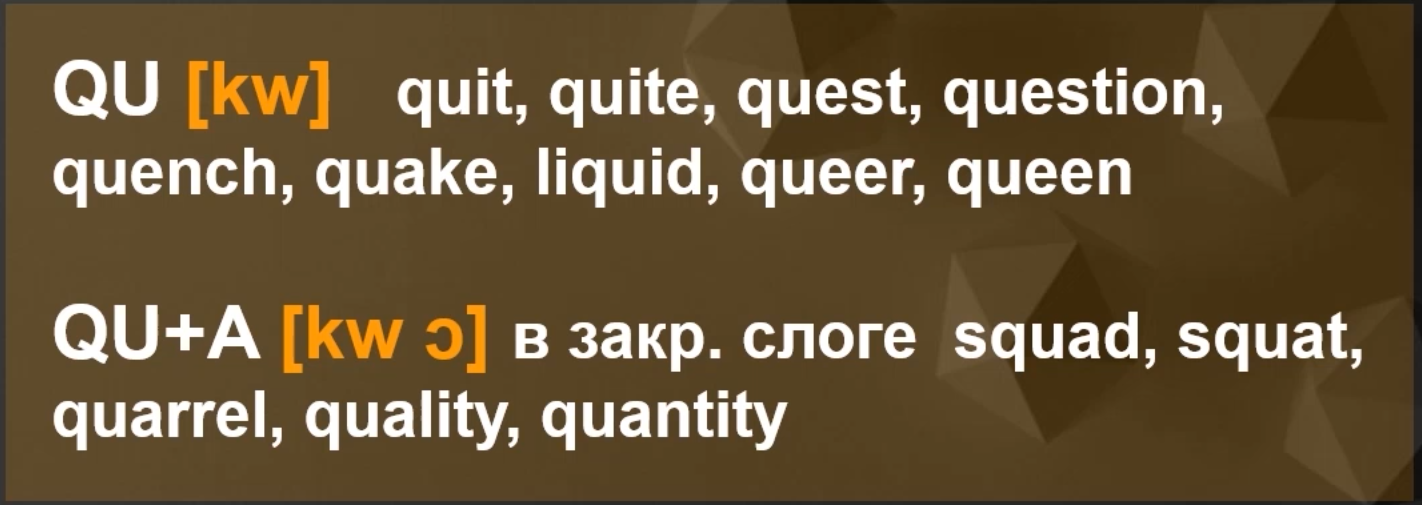 QU [kw] quit, quite, quest, question,
quench, quake, liquid, queer, queen
QU+A [kw ɔ] в закр. слоге squad, squat,
quarrel, quality, quantity